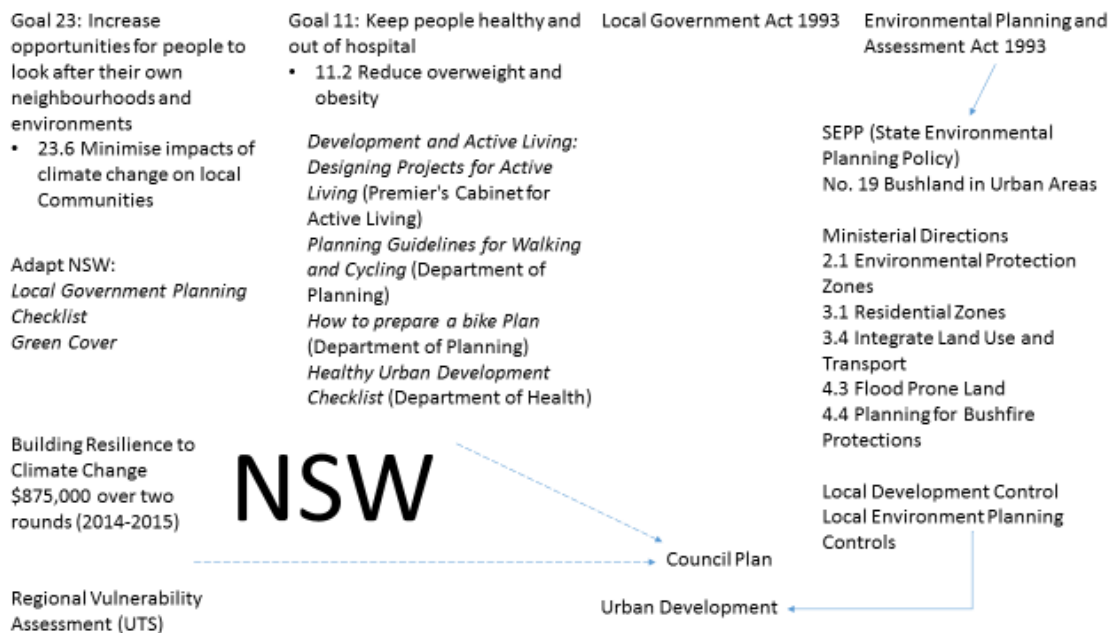 Goal 23: Increase
opportunities for people to
look after their own
neighbourhoods and
environments
• 23.6 Minimise impacts of
climate change on local
Communities
Adapt NSW:
Local Government Planning
Checklist
Green Cover
Building Resilience to
Climate Change
$875,000 over two
rounds (2014-2015)
Regional Vulnerability
Assessment (UTS)
Goal 11: Keep people healthy and
out of hospital
• 11.2 Reduce overweight and
obesity
Development and Active Living:
Designing Projects for Active
Living (Premier's Cabinet for
Active Living)
Planning Guidelines for Walking
and Cycling (Department of
Planning)
How to prepare a bike Plan
(Department of Planning)
Healthy Urban Development
Checklist (Department of Health)
NSW
Local Government Act 1993
Council Plan
Urban Development
Environmental Planning and
Assessment Act 1993
SEPP (State Environmental
Planning Policy)
No. 19 Bushland in Urban Areas
Ministerial Directions
2.1 Environmental Protection
Zones
3.1 Residential Zones
3.4 Integrate Land Use and
Transport
4.3 Flood Prone Land
4.4 Planning for Bushfire
Protections
Local Development Control
Local Environment Planning
Controls